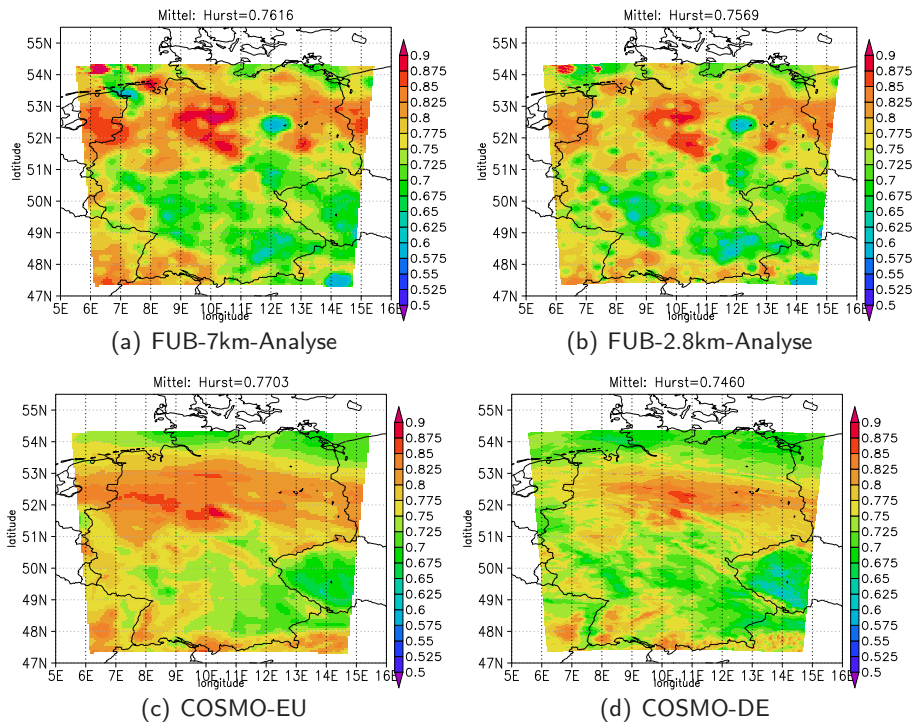 Mittel: Hurst=0.7616
55N
54N
53N
52N
51N
50N
49N
48N
47N
latitude
5E 6E 7E 8E 9E 10E 11E 12E 13E 14E 15E 16E
longitude
0.9
0.875
0.85
0.825
0.8
0.775
0.75
0.725
0.7
0.675
0.65
0.625
0.6
0.575
0.55
0.525
0.5
(a) FUB-7km-Analyse
Mittel: Hurst=0.7569
55N
54N
53N
52N
51N
50N
49N
48N
47N
latitude
5E 6E 7E 8E 9E 10E 11E 12E 13E 14E 15E 16E
longitude
0.9
0.875
0.85
0.825
0.8
0.775
0.75
0.725
0.7
0.675
0.65
0.625
0.6
0.575
0.55
0.525
0.5
(b) FUB-2.8km-Analyse
Mittel: Hurst=0.7703
55N
54N
53N
52N
51N
50N
49N
48N
47N
latitude
5E 6E 7E 8E 9E 10E 11E 12E 13E 14E 15E 16E
longitude
0.9
0.875
0.85
0.825
0.8
0.775
0.75
0.725
0.7
0.675
0.65
0.625
0.6
0.575
0.55
0.525
0.5
(c) COSMO-EU
Mittel: Hurst=0.7460
55N
54N
53N
52N
51N
50N
49N
48N
47N
latitude
5E 6E 7E 8E 9E 10E 11E 12E 13E 14E 15E 16E
longitude
0.9
0.875
0.85
0.825
0.8
0.775
0.75
0.725
0.7
0.675
0.65
0.625
0.6
0.575
0.55
0.525
0.5
(d) COSMO-DE